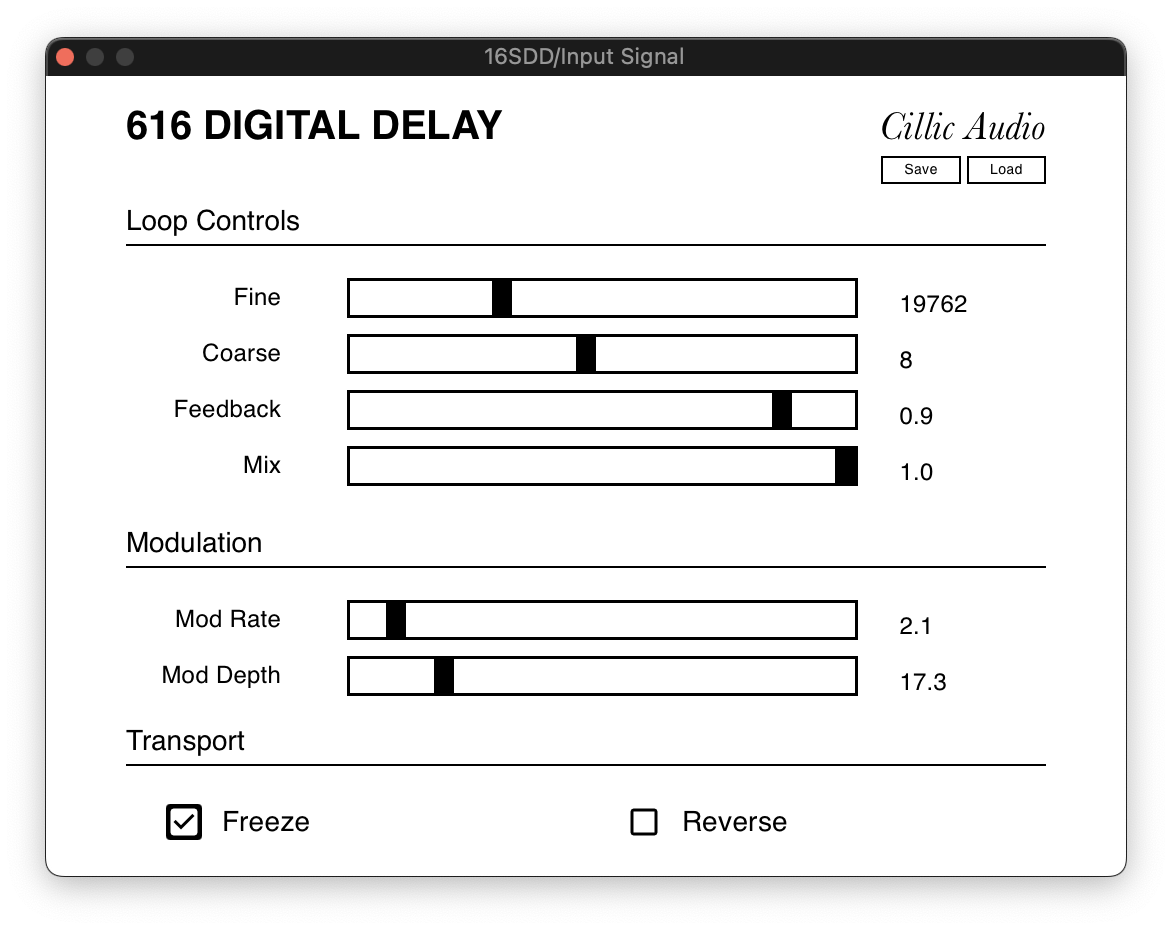 16SDD/Input Signal
616 DIGITAL DELAY
Cillic Audio
Save Load
Loop Controls
Fine 19762
Coarse 8
Feedback 0.9
Mix 1.0
Modulation
Mod Rate 2.1
Mod Depth 17.3
Transport
Freeze Reverse